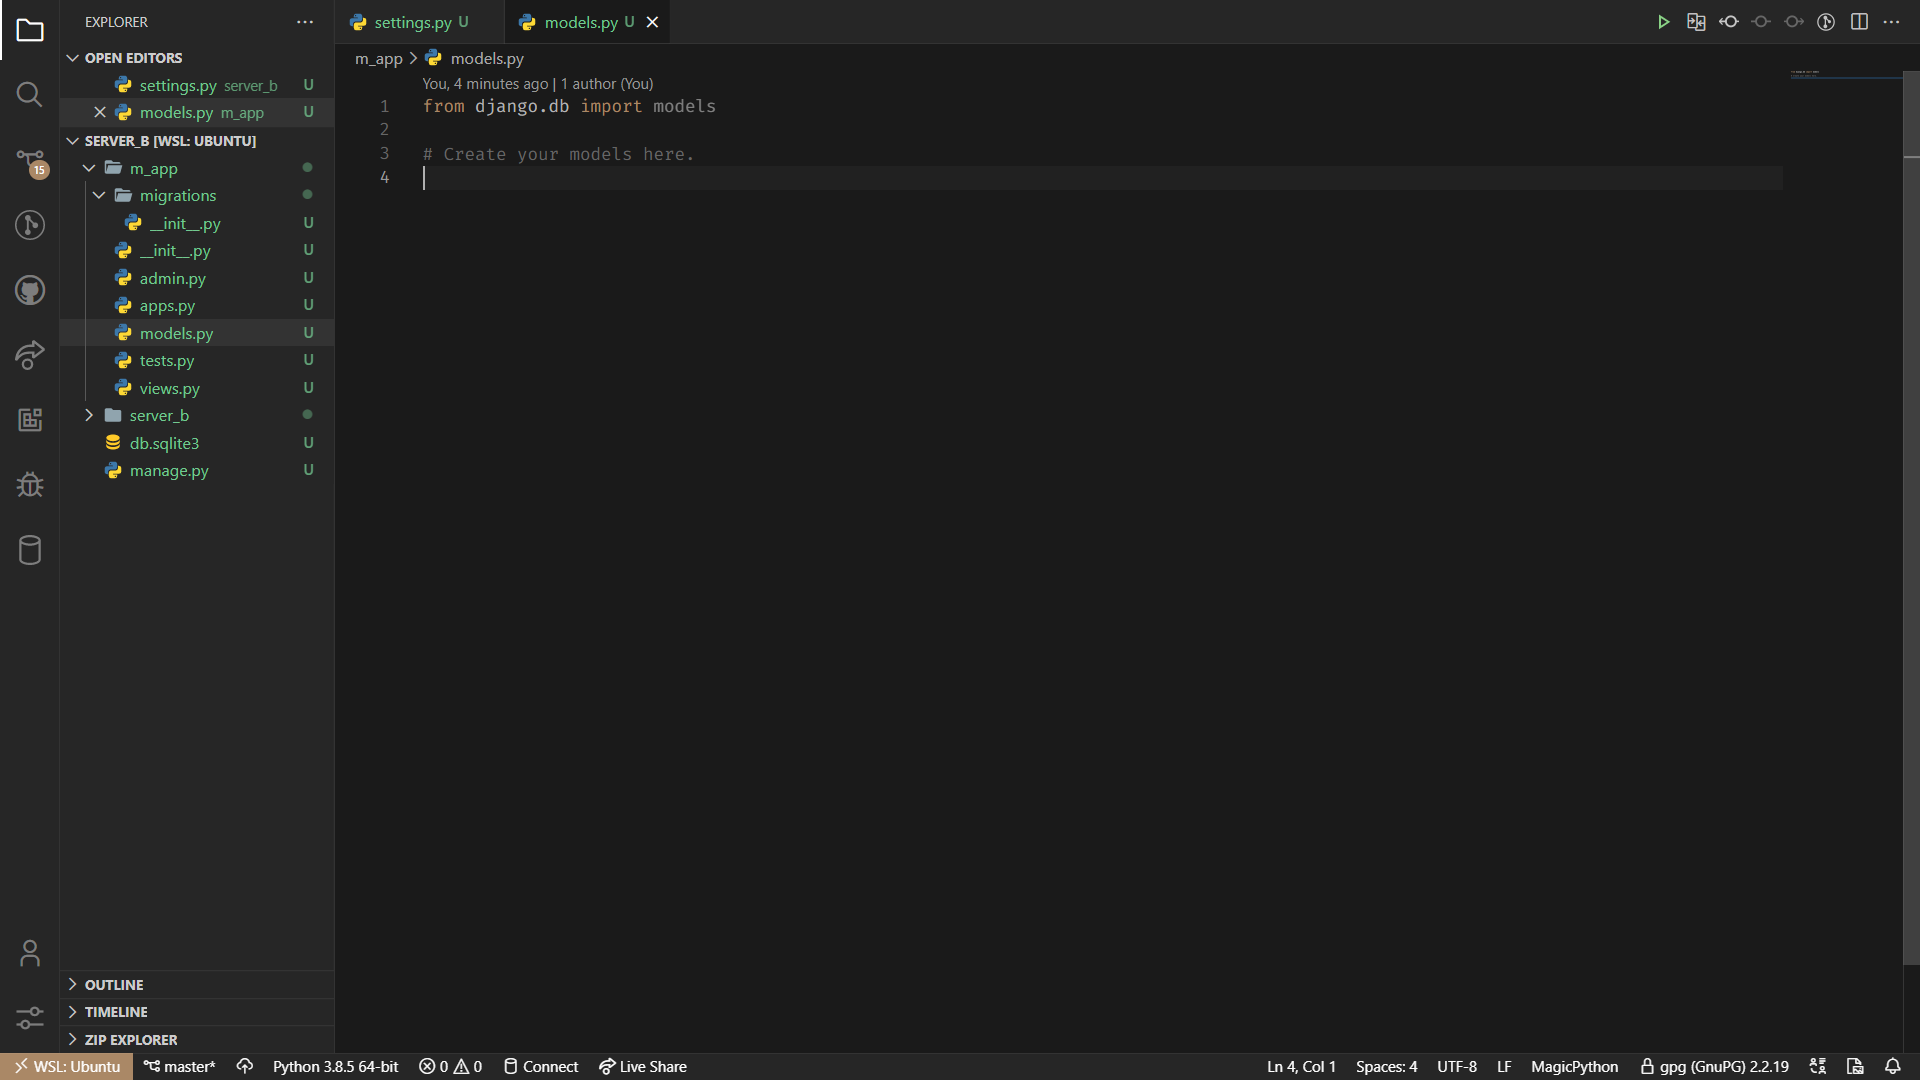 EXPLORER
OPEN EDITORS
settings.py server_b U
models.py m_app U
SERVER_B [WSL: UBUNTU]
m_app
migrations
__init__.py U
__init__.py U
admin.py U
apps.py U
models.py U
tests.py U
views.py U
server_b
db.sqlite3 U
manage.py U
OUTLINE
TIMELINE
ZIP EXPLORER
15
settings.py U
models.py U
m_app > models.py
You, 4 minutes ago | 1 author (You)
1 from django.db import models
2
3 # Create your models here.
4
WSL: Ubuntu master* Python 3.8.5 64-bit 0 0 Connect Live Share Ln 4, Col 1 Spaces: 4 UTF-8 LF MagicPython gpg (GnuPG) 2.2.19